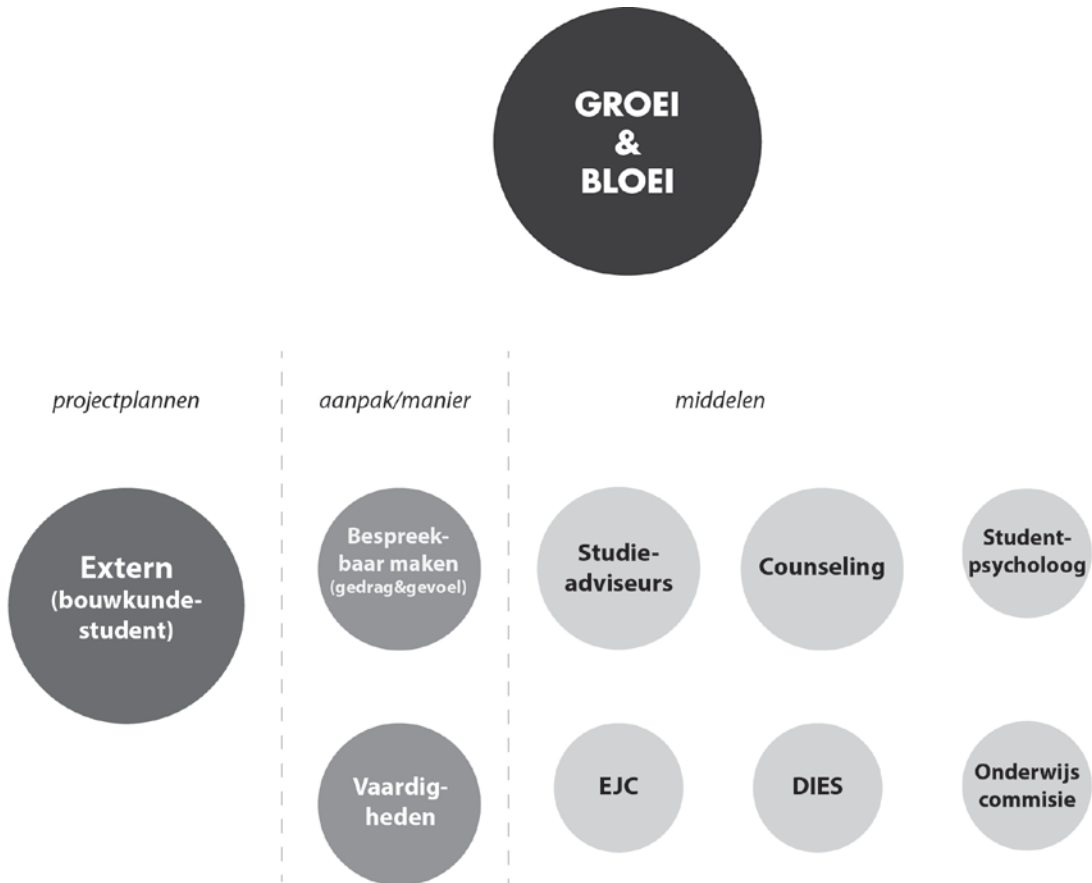 GROEI
&
BLOEI
projectplannen
aanpak/manier
middelen
Extern
(bouwkunde-
student)
Bespreek-
baar maken
(gedrag&gevoel)
Studie-
adviseurs
Counseling
Student-
psycholoog
Vaardig-
heden
EJC
DIES
Onderwijs
commisie